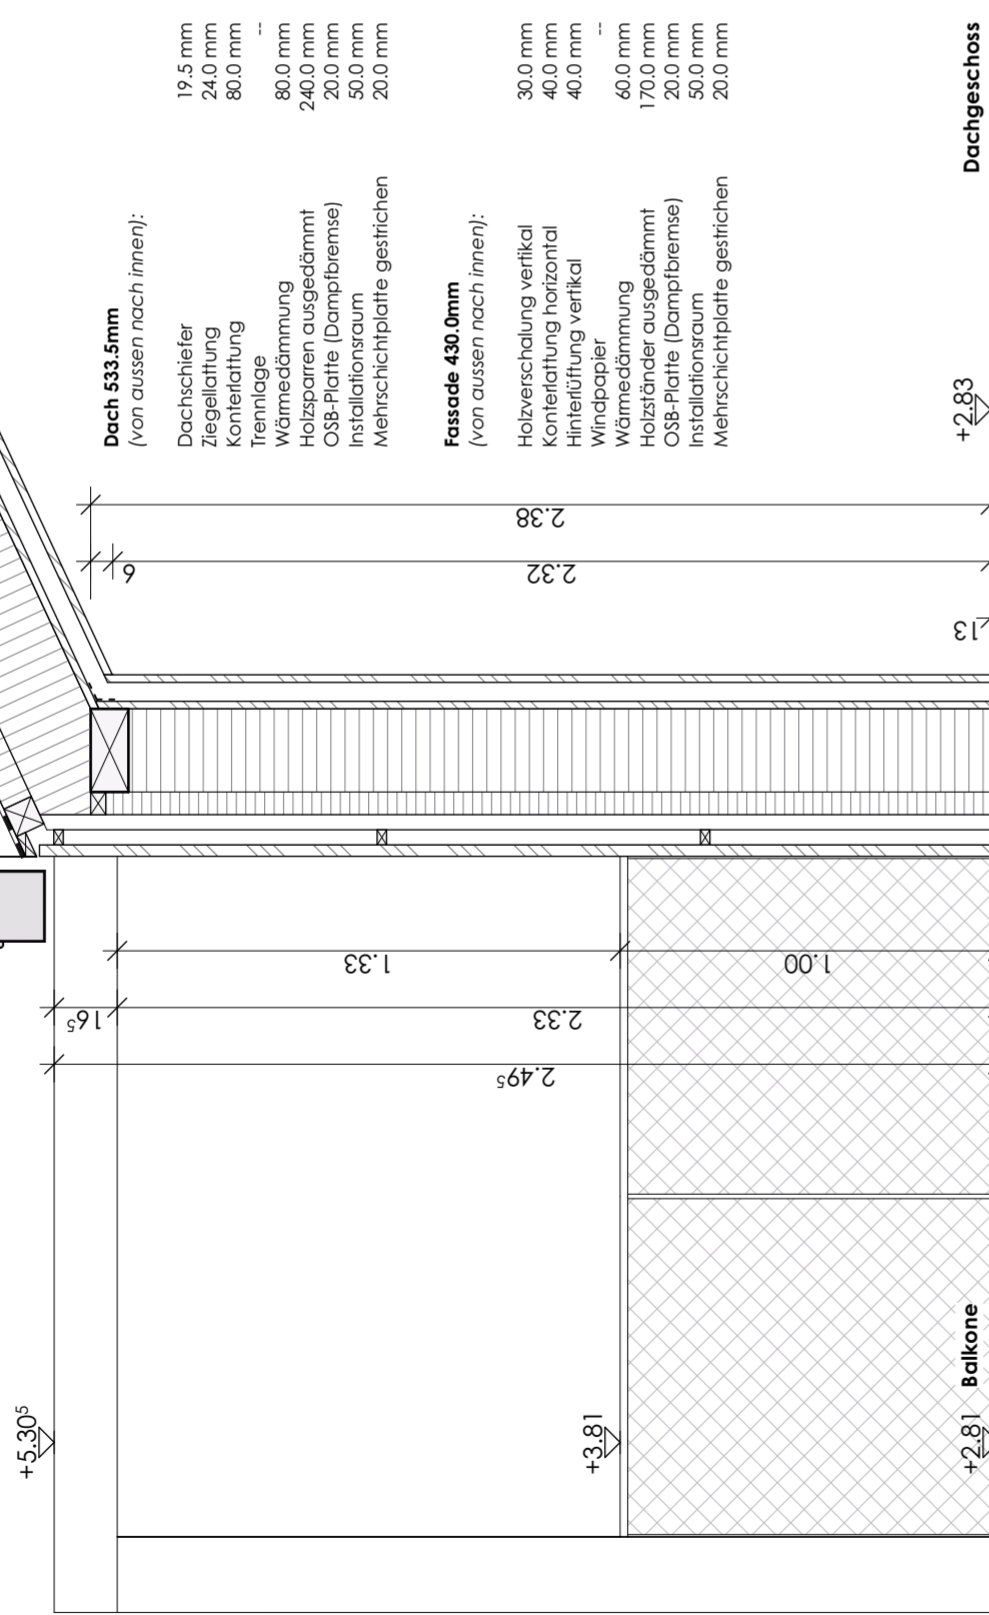 Dach 533.5mm
(von aussen nach innen):
Dachschiefer 19.5 mm
Ziegellattung 24.0 mm
Konterlattung 80.0 mm
Trennlage --
Wärmedämmung 80.0 mm
Holzsparren ausgedämmt 240.0 mm
OSB-Platte (Dampfbremse) 20.0 mm
Installationsraum 50.0 mm
Mehrschichtplatte gestrichen 20.0 mm
Fassade 430.0mm
(von aussen nach innen):
Holzverschalung vertikal 30.0 mm
Konterlattung horizontal 40.0 mm
Hinterlüftung vertikal 40.0 mm
Windpapier --
Wärmedämmung 60.0 mm
Holzständer ausgedämmt 170.0 mm
OSB-Platte (Dampfbremse) 20.0 mm
Installationsraum 50.0 mm
Mehrschichtplatte gestrichen 20.0 mm
+2.83 Dachgeschoss
2.38
6
2.32
13
1.33
1.00
16⁵
2.33
2.49⁵
+5.30⁵
+3.81
+2.81 Balkone